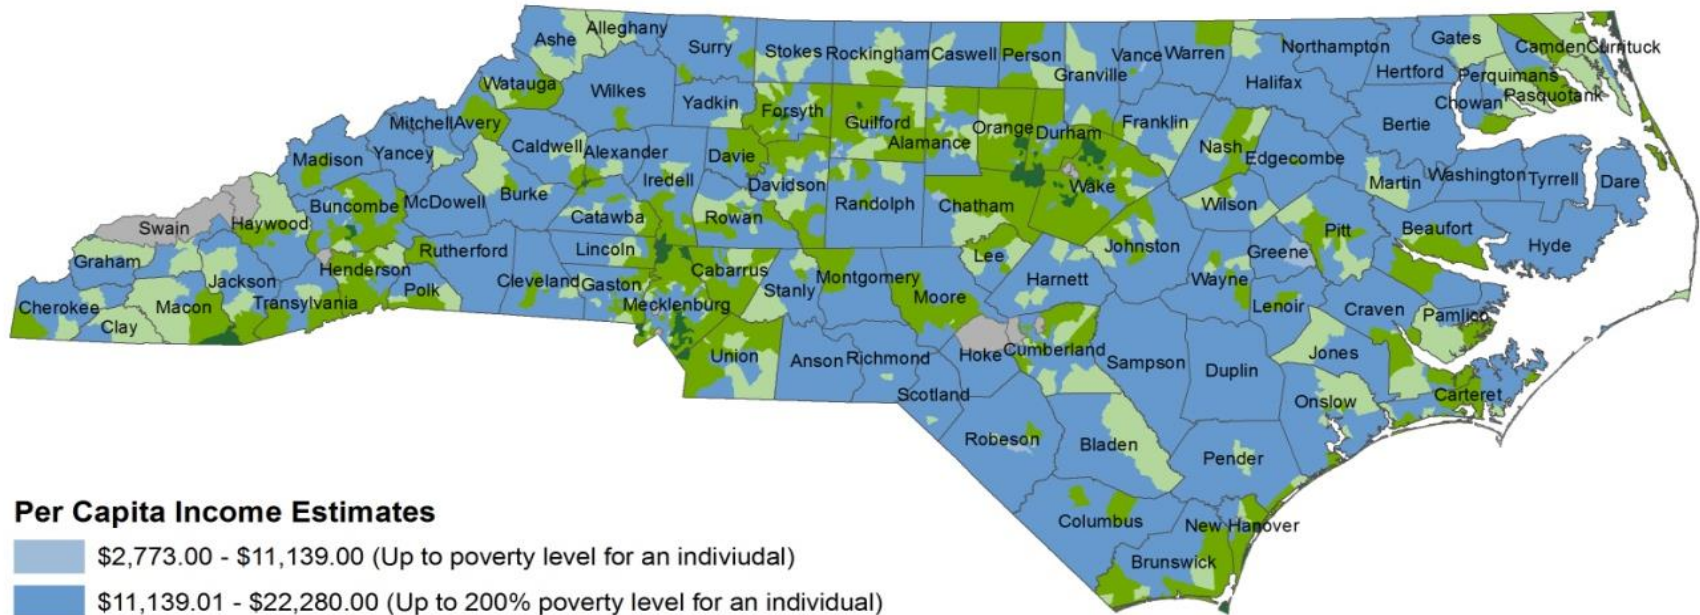 Alleghany
Ashe
Surry
Stokes
Rockingham
Caswell
Person
Granville
Vance
Warren
Northampton
Gates
Camden
Currituck
Halifax
Hertford
Perquimans
Pasquotank
Chowan
Watauga
Wilkes
Yadkin
Forsyth
Guilford
Alamance
Orange
Durham
Franklin
Nash
Edgecombe
Bertie
Mitchell
Avery
Yancey
Caldwell
Alexander
Davie
Iredell
Davidson
Randolph
Chatham
Wake
Wilson
Martin
Washington
Tyrrell
Dare
Madison
Buncombe
McDowell
Burke
Catawba
Rowan
Swain
Haywood
Rutherford
Lincoln
Lee
Johnston
Greene
Pitt
Beaufort
Hyde
Graham
Jackson
Henderson
Polk
Cleveland
Gaston
Cabarrus
Stanly
Montgomery
Moore
Harnett
Wayne
Lenoir
Craven
Pamlico
Cherokee
Clay
Macon
Transylvania
Mecklenburg
Union
Anson
Richmond
Hoke
Cumberland
Sampson
Duplin
Jones
Carteret
Onslow
Scotland
Robeson
Bladen
Pender
Columbus
New Hanover
Brunswick
Per Capita Income Estimates
$2,773.00 - $11,139.00 (Up to poverty level for an indiviudal)
$11,139.01 - $22,280.00 (Up to 200% poverty level for an individual)